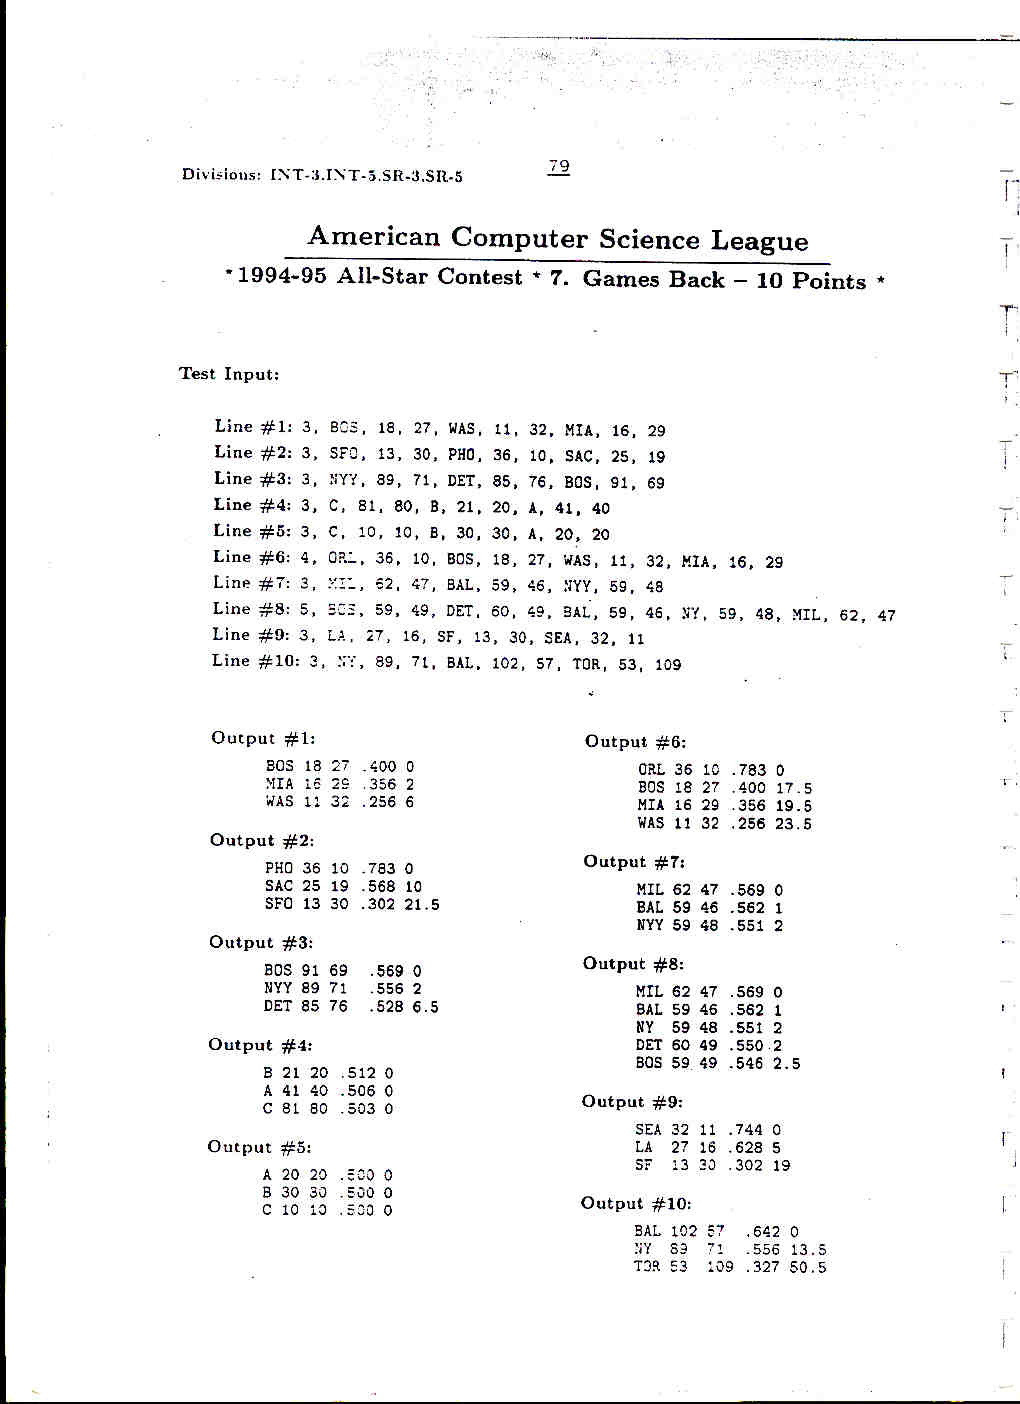 79
Divisions: INT-3.INT-5.SR-3.SR-5
American Computer Science League
*1994-95 All-Star Contest * 7. Games Back – 10 Points *
Test Input:
Line #1: 3, BOS, 18, 27, WAS, 11, 32, MIA, 16, 29
Line #2: 3, SFO, 13, 30, PHO, 36, 10, SAC, 25, 19
Line #3: 3, NYY, 89, 71, DET, 85, 76, BOS, 91, 69
Line #4: 3, C, 81, 80, B, 21, 20, A, 41, 40
Line #5: 3, C, 10, 10, B, 30, 30, A, 20, 20
Line #6: 4, ORL, 36, 10, BOS, 18, 27, WAS, 11, 32, MIA, 16, 29
Line #7: 3, MIL, 62, 47, BAL, 59, 46, NYY, 59, 48
Line #8: 5, BOS, 59, 49, DET, 60, 49, BAL, 59, 46, NY, 59, 48, MIL, 62, 47
Line #9: 3, LA, 27, 16, SF, 13, 30, SEA, 32, 11
Line #10: 3, NY, 89, 71, BAL, 102, 57, TOR, 53, 109
Output #1:
BOS 18 27 .400 0
MIA 16 29 .356 2
WAS 11 32 .256 6
Output #2:
PHO 36 10 .783 0
SAC 25 19 .568 10
SFO 13 30 .302 21.5
Output #3:
BOS 91 69 .569 0
NYY 89 71 .556 2
DET 85 76 .528 6.5
Output #4:
B 21 20 .512 0
A 41 40 .506 0
C 81 80 .503 0
Output #5:
A 20 20 .500 0
B 30 30 .500 0
C 10 10 .500 0
Output #6:
ORL 36 10 .783 0
BOS 18 27 .400 17.5
MIA 16 29 .356 19.5
WAS 11 32 .256 23.5
Output #7:
MIL 62 47 .569 0
BAL 59 46 .562 1
NYY 59 48 .551 2
Output #8:
MIL 62 47 .569 0
BAL 59 46 .562 1
NY 59 48 .551 2
DET 60 49 .550 2
BOS 59 49 .546 2.5
Output #9:
SEA 32 11 .744 0
LA 27 16 .628 5
SF 13 30 .302 19
Output #10:
BAL 102 57 .642 0
NY 89 71 .556 13.5
TOR 53 109 .327 50.5